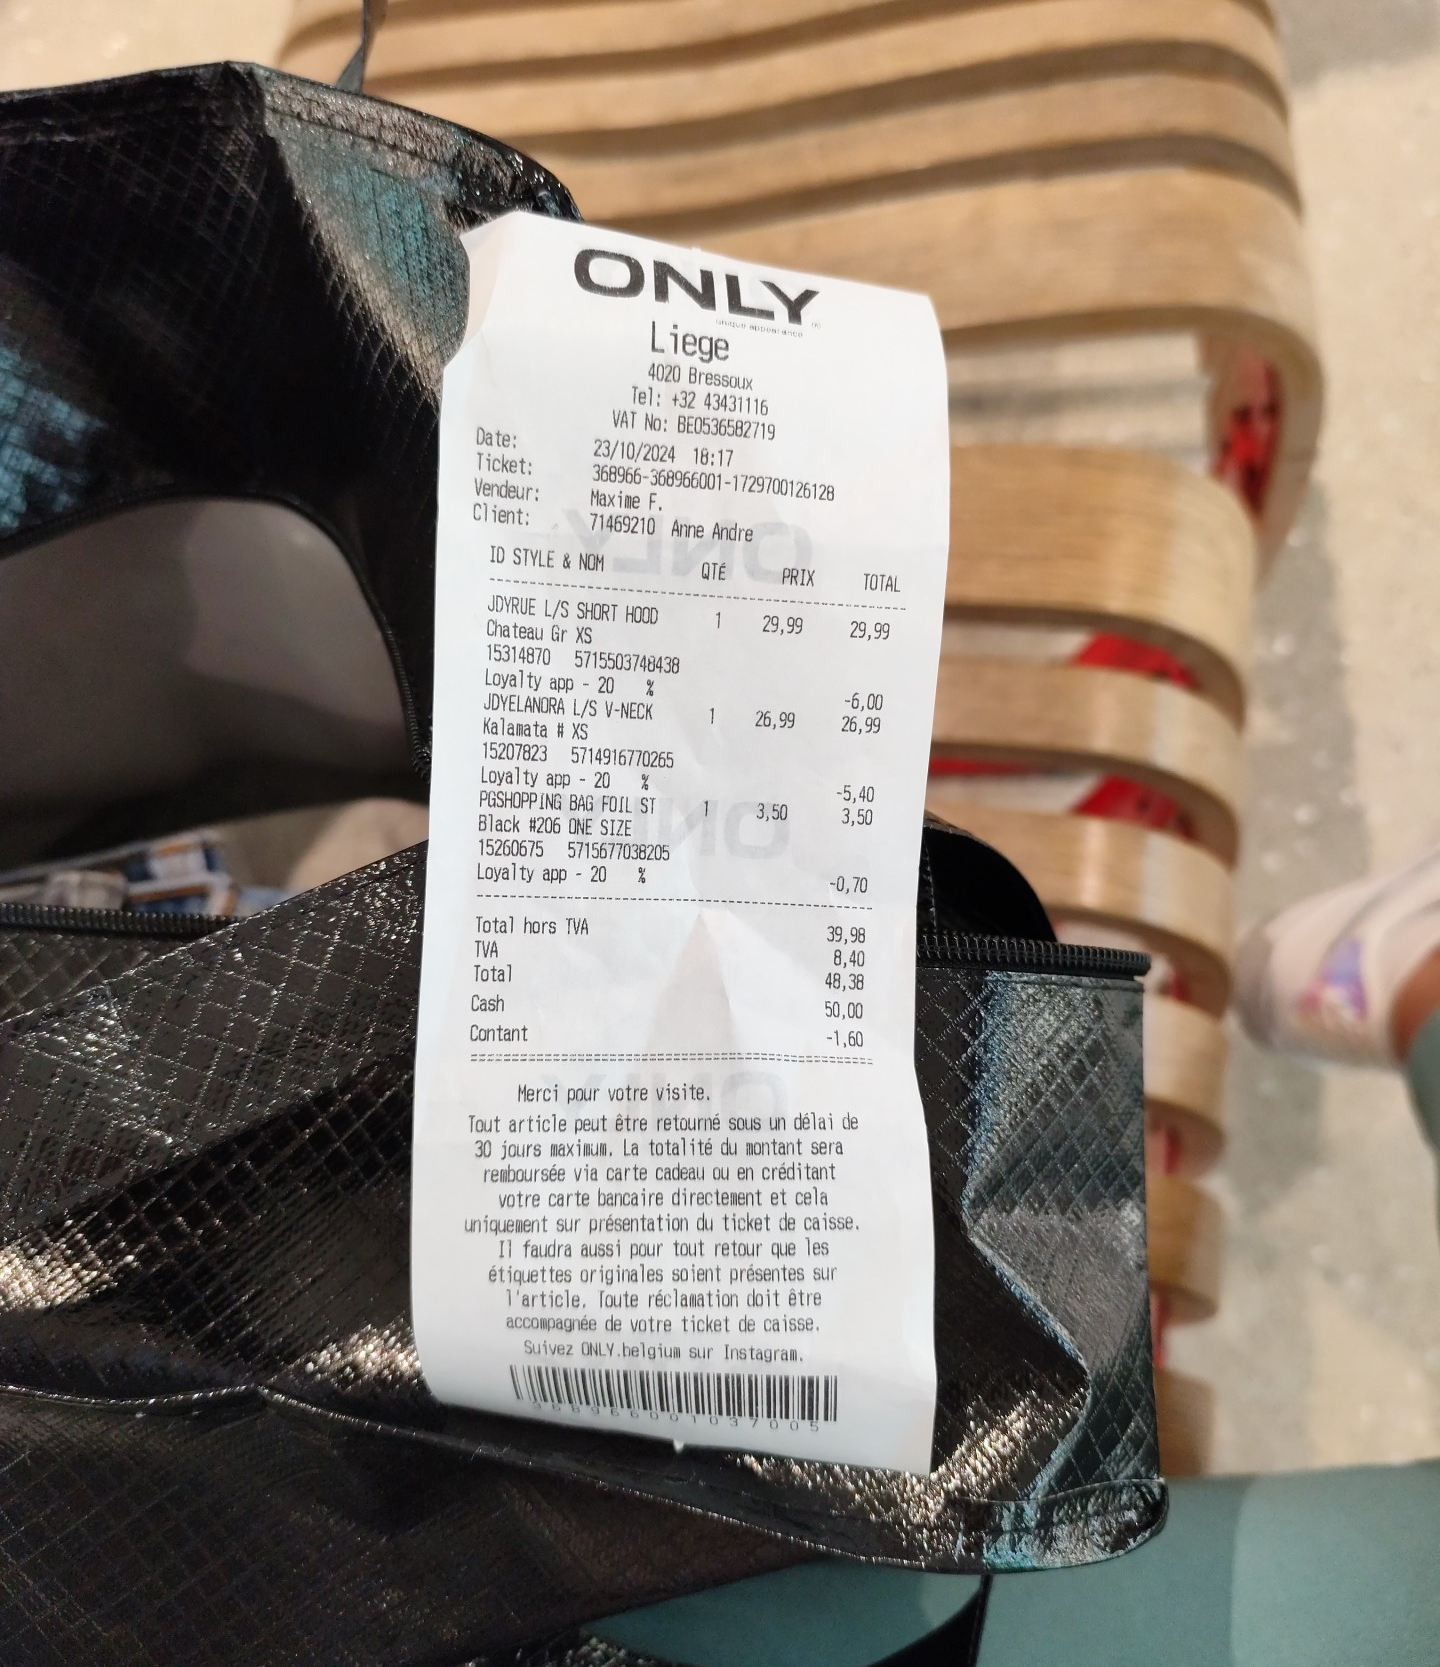 ONLY
unique appearance
Liege
4020 Bressoux
Tel: +32 43431116
VAT No: BE0536582719
Date: 23/10/2024 18:17
Ticket: 368966-368966001-1729700126128
Vendeur: Maxime F.
Client: 71469210 Anne Andre
ID STYLE & NOM QTÉ PRIX TOTAL
JDYRUE L/S SHORT HOOD 1 29,99 29,99
Chateau Gr XS
15314870 5715503748438
Loyalty app - 20 % -6,00
JDYELANORA L/S V-NECK 1 26,99 26,99
Kalamata # XS
15207823 5714916770265
Loyalty app - 20 % -5,40
PGSHOPPING BAG FOIL ST 1 3,50 3,50
Black #206 ONE SIZE
15260675 5715677038205
Loyalty app - 20 % -0,70
Total hors TVA 39,98
TVA 8,40
Total 48,38
Cash 50,00
Contant -1,60
Merci pour votre visite.
Tout article peut être retourné sous un délai de
30 jours maximum. La totalité du montant sera
remboursée via carte cadeau ou en créditant
votre carte bancaire directement et cela
uniquement sur présentation du ticket de caisse.
Il faudra aussi pour tout retour que les
étiquettes originales soient présentes sur
l'article. Toute réclamation doit être
accompagnée de votre ticket de caisse.
Suivez ONLY.belgium sur Instagram.
368966001037005